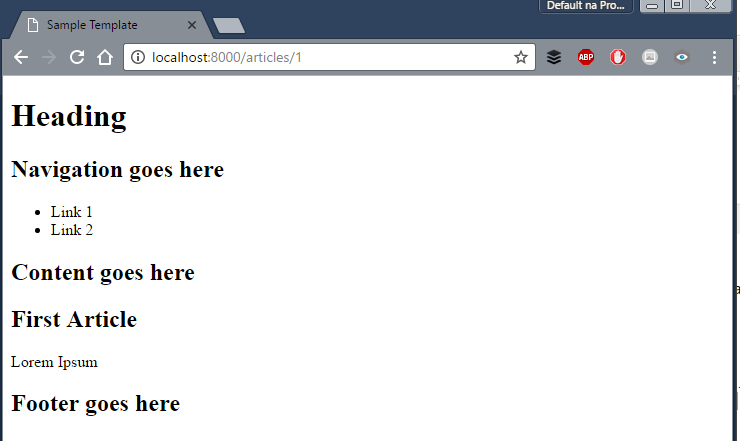 Default na Pro...
Sample Template
localhost:8000/articles/1
ABP
Heading
Navigation goes here
Link 1
Link 2
Content goes here
First Article
Lorem Ipsum
Footer goes here